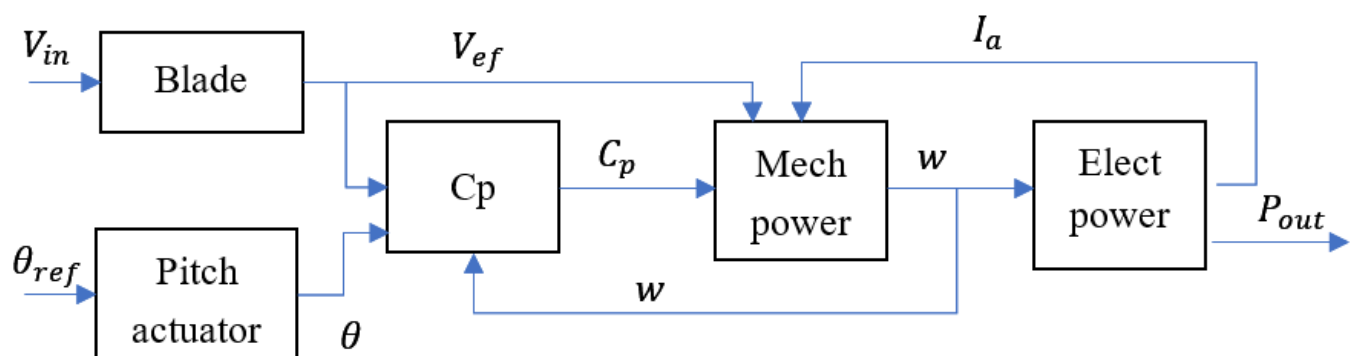 V_in
Blade
V_ef
I_a
Cp
C_p
Mech
power
w
Elect
power
P_out
θ_ref
Pitch
actuator
θ
w